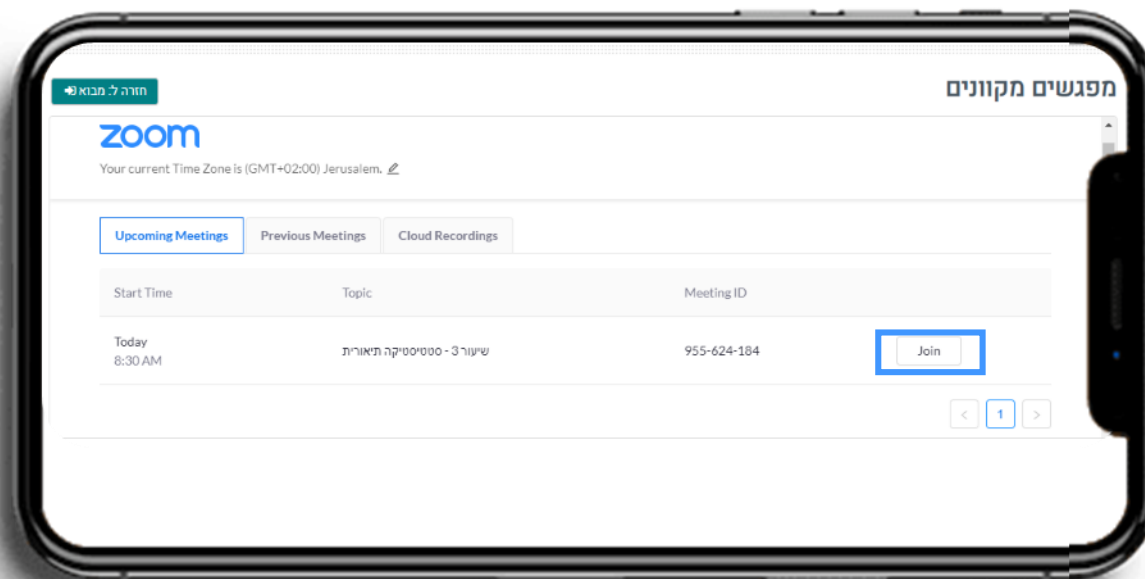 מפגשים מקוונים
חזרה ל: מבוא
zoom
Your current Time Zone is (GMT+02:00) Jerusalem.
Upcoming Meetings Previous Meetings Cloud Recordings
Start Time Topic Meeting ID
Today
8:30 AM שיעור 3 - סטטיסטיקה תיאורית 955-624-184 Join
< 1 >